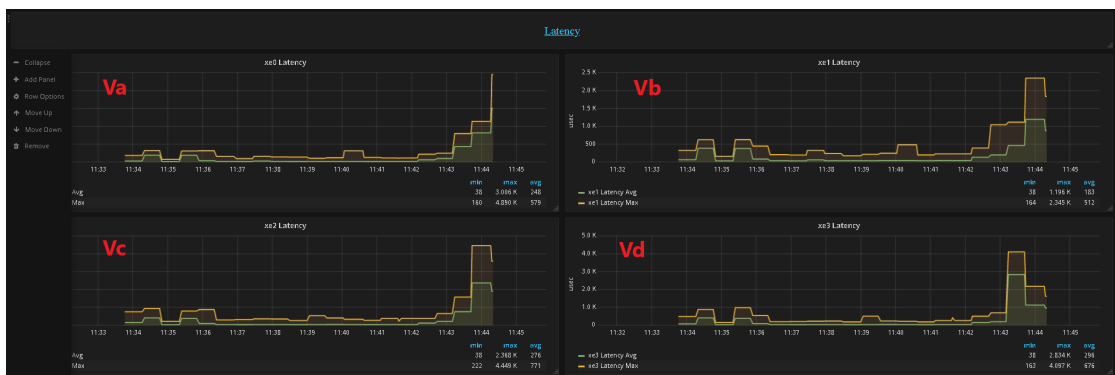 Latency
Collapse
Add Panel
Row Options
Move Up
Move Down
Remove
xe0 Latency
Va
11:33 11:34 11:35 11:36 11:37 11:38 11:39 11:40 11:41 11:42 11:43 11:44 11:45
min max avg
Avg 38 3.006 K 248
Max 160 4.890 K 579
xe1 Latency
Vb
usec
2.5 K
2.0 K
1.5 K
1.0 K
500
0
11:32 11:33 11:34 11:35 11:36 11:37 11:38 11:39 11:40 11:41 11:42 11:43 11:44 11:45
min max avg
xe1 Latency Avg 38 1.196 K 183
xe1 Latency Max 164 2.345 K 512
xe2 Latency
Vc
11:33 11:34 11:35 11:36 11:37 11:38 11:39 11:40 11:41 11:42 11:43 11:44 11:45
min max avg
Avg 38 2.368 K 276
Max 222 4.449 K 771
xe3 Latency
Vd
usec
5.0 K
4.0 K
3.0 K
2.0 K
1.0 K
0
11:32 11:33 11:34 11:35 11:36 11:37 11:38 11:39 11:40 11:41 11:42 11:43 11:44 11:45
min max avg
xe3 Latency Avg 38 2.834 K 296
xe3 Latency Max 163 4.097 K 676